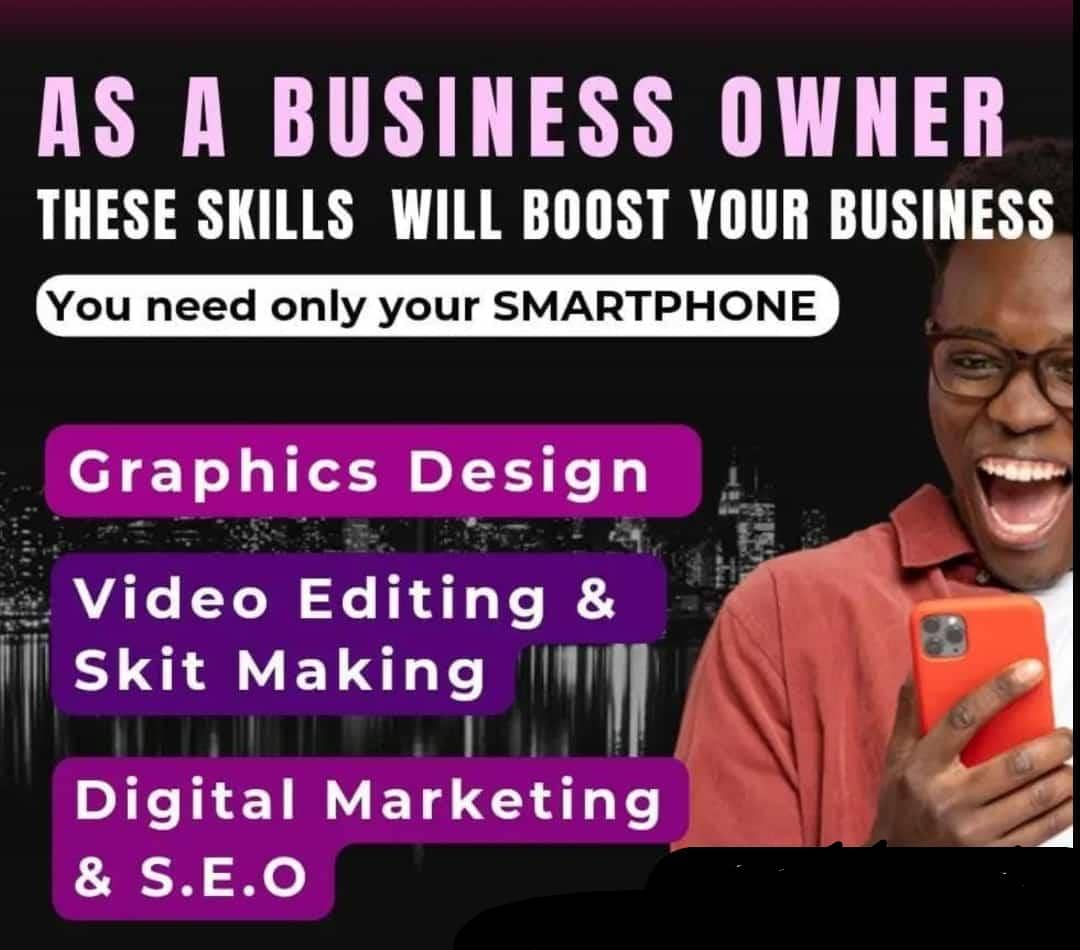 AS A BUSINESS OWNER
THESE SKILLS WILL BOOST YOUR BUSINESS
You need only your SMARTPHONE
Graphics Design
Video Editing &
Skit Making
Digital Marketing
& S.E.O